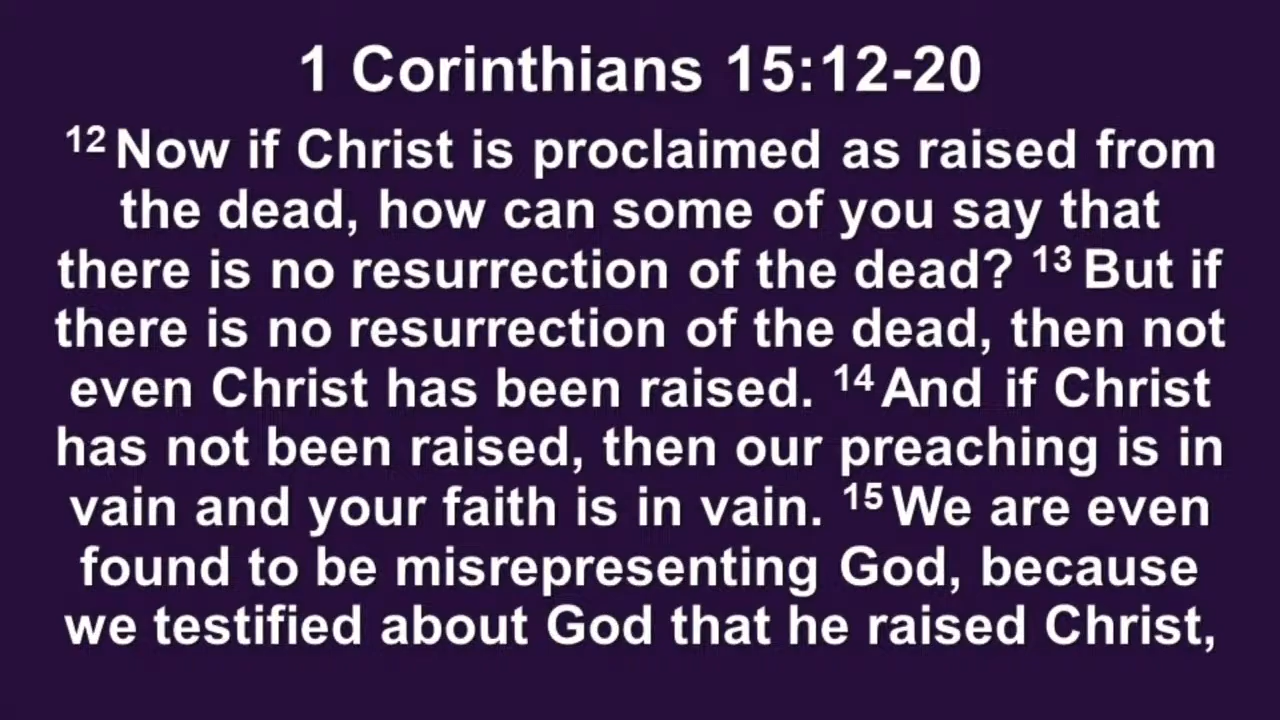 1 Corinthians 15:12-20
12 Now if Christ is proclaimed as raised from
the dead, how can some of you say that
there is no resurrection of the dead? 13 But if
there is no resurrection of the dead, then not
even Christ has been raised. 14 And if Christ
has not been raised, then our preaching is in
vain and your faith is in vain. 15 We are even
found to be misrepresenting God, because
we testified about God that he raised Christ,